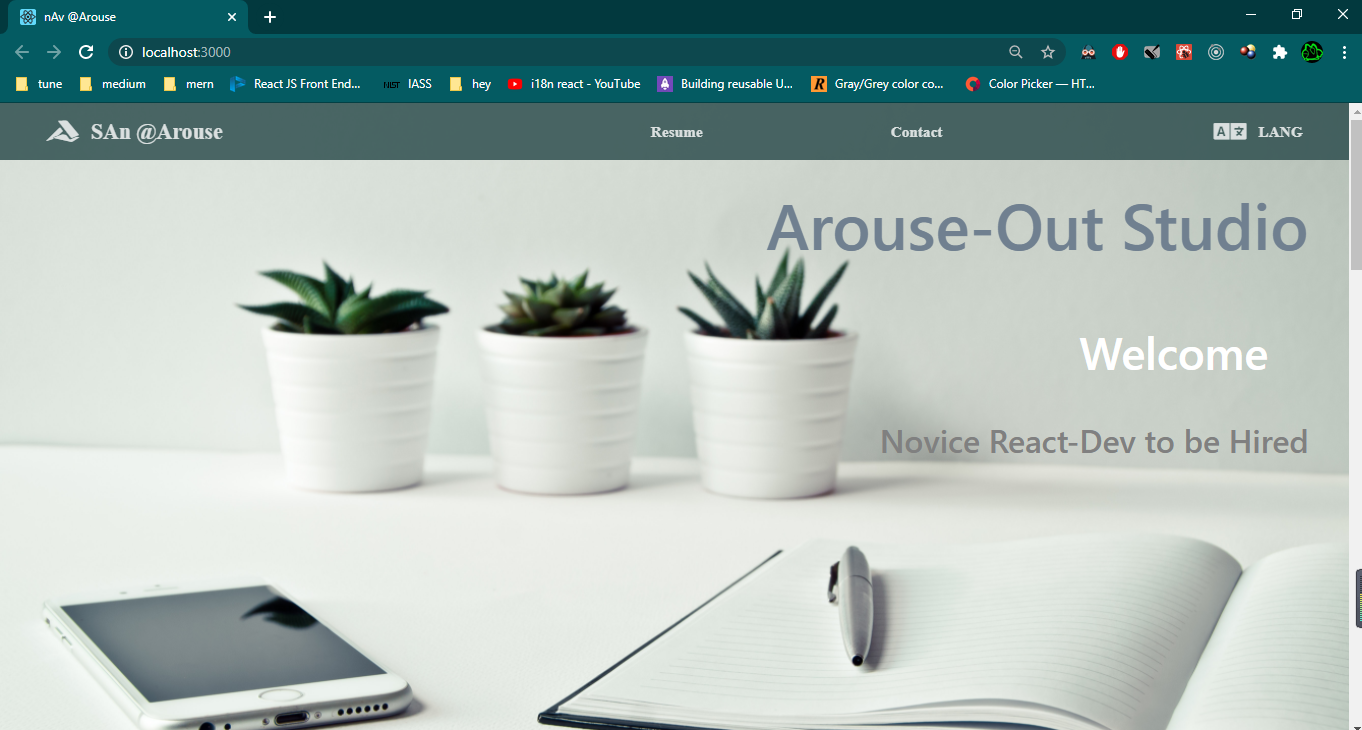 nAv @Arouse
localhost:3000
tune medium mern React JS Front End... NIST IASS hey i18n react - YouTube Building reusable U... R Gray/Grey color co... Color Picker — HT...
SAn @Arouse Resume Contact A 文 LANG
Arouse-Out Studio
Welcome
Novice React-Dev to be Hired